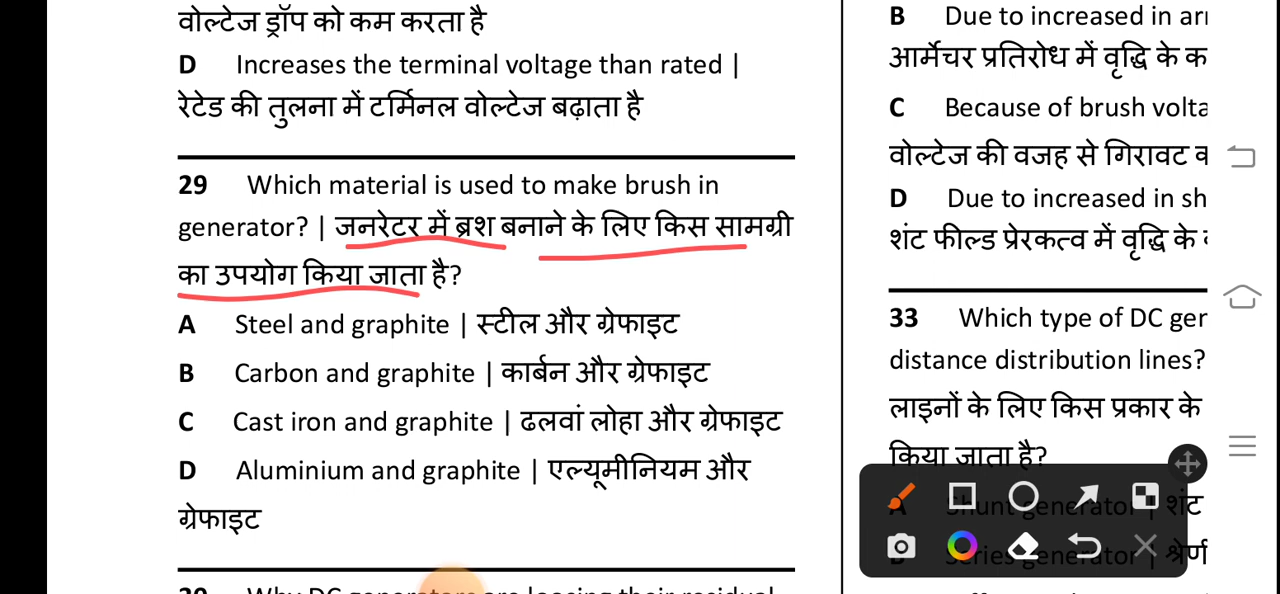 वोल्टेज ड्रॉप को कम करता है
D Increases the terminal voltage than rated |
रेटेड की तुलना में टर्मिनल वोल्टेज बढ़ाता है
29 Which material is used to make brush in
generator? | जनरेटर में ब्रश बनाने के लिए किस सामग्री
का उपयोग किया जाता है?
A Steel and graphite | स्टील और ग्रेफाइट
B Carbon and graphite | कार्बन और ग्रेफाइट
C Cast iron and graphite | ढलवां लोहा और ग्रेफाइट
D Aluminium and graphite | एल्यूमीनियम और
ग्रेफाइट
B Due to increased in
आर्मेचर प्रतिरोध में वृद्धि के
C Because of brush
वोल्टेज की वजह से गिरावट
D Due to increased in
शंट फील्ड प्रेरकत्व में वृद्धि के
33 Which type of DC
distance distribution lines?
लाइनों के लिए किस प्रकार के
किया जाता है?
A Shunt generator | शंट
B Series generator |